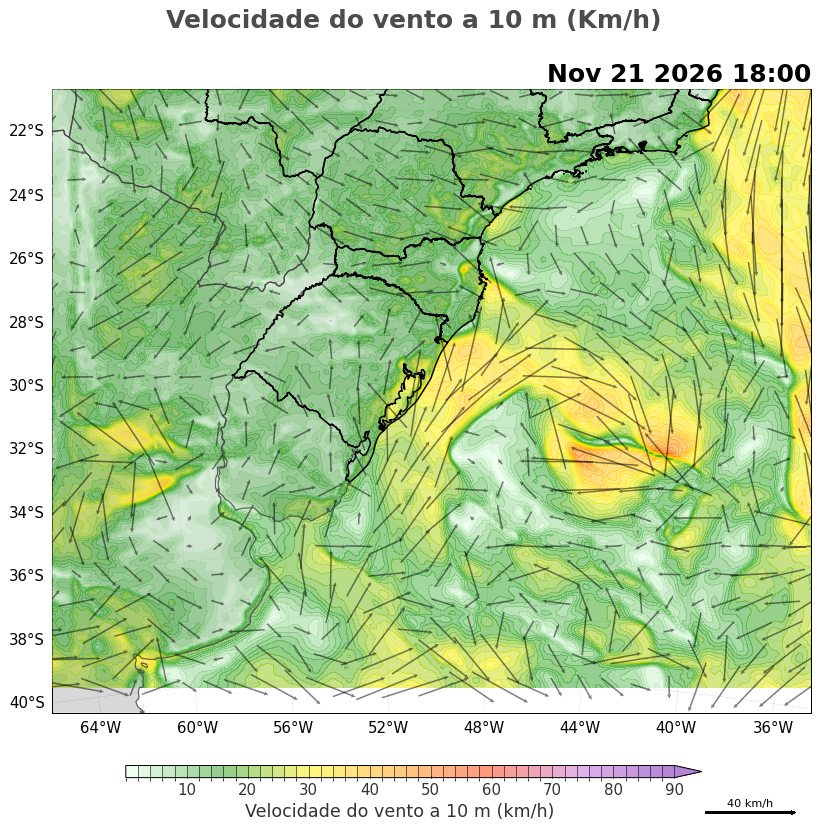 Velocidade do vento a 10 m (Km/h)
Nov 21 2026 18:00
22°S
24°S
26°S
28°S
30°S
32°S
34°S
36°S
38°S
40°S
64°W 60°W 56°W 52°W 48°W 44°W 40°W 36°W
10 20 30 40 50 60 70 80 90
Velocidade do vento a 10 m (km/h)
40 km/h